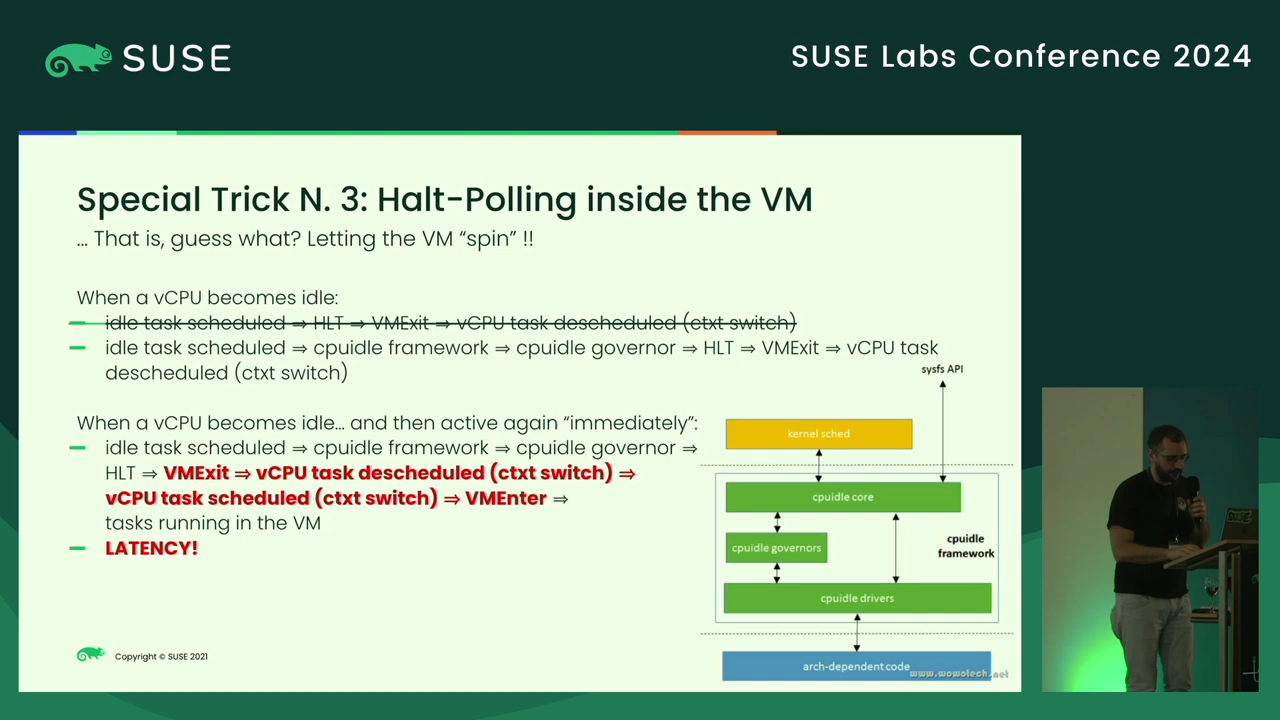 SUSE
SUSE Labs Conference 2024
Special Trick N. 3: Halt-Polling inside the VM
... That is, guess what? Letting the VM “spin” !!
When a vCPU becomes idle:
idle task scheduled ⇒ HLT ⇒ VMExit ⇒ vCPU task descheduled (ctxt switch)
idle task scheduled ⇒ cpuidle framework ⇒ cpuidle governor ⇒ HLT ⇒ VMExit ⇒ vCPU task
descheduled (ctxt switch)
When a vCPU becomes idle... and then active again “immediately”:
idle task scheduled ⇒ cpuidle framework ⇒ cpuidle governor ⇒
HLT ⇒ VMExit ⇒ vCPU task descheduled (ctxt switch) ⇒
vCPU task scheduled (ctxt switch) ⇒ VMEnter ⇒
tasks running in the VM
LATENCY!
sysfs API
kernel sched
cpuidle core
cpuidle governors
cpuidle
framework
cpuidle drivers
arch-dependent code
www.wowotech.net
Copyright © SUSE 2021
SUSE